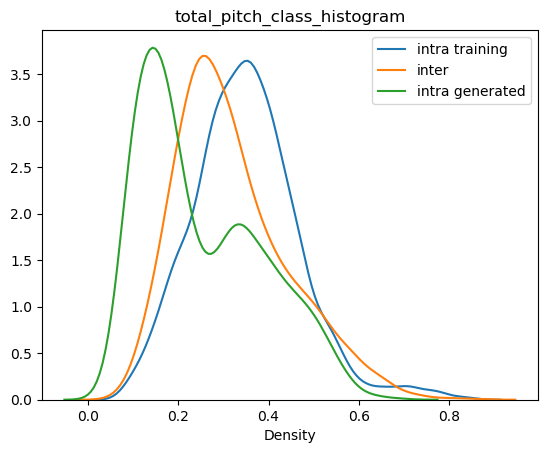 total_pitch_class_histogram
intra training
inter
intra generated
3.5
3.0
2.5
2.0
1.5
1.0
0.5
0.0
0.0 0.2 0.4 0.6 0.8
Density